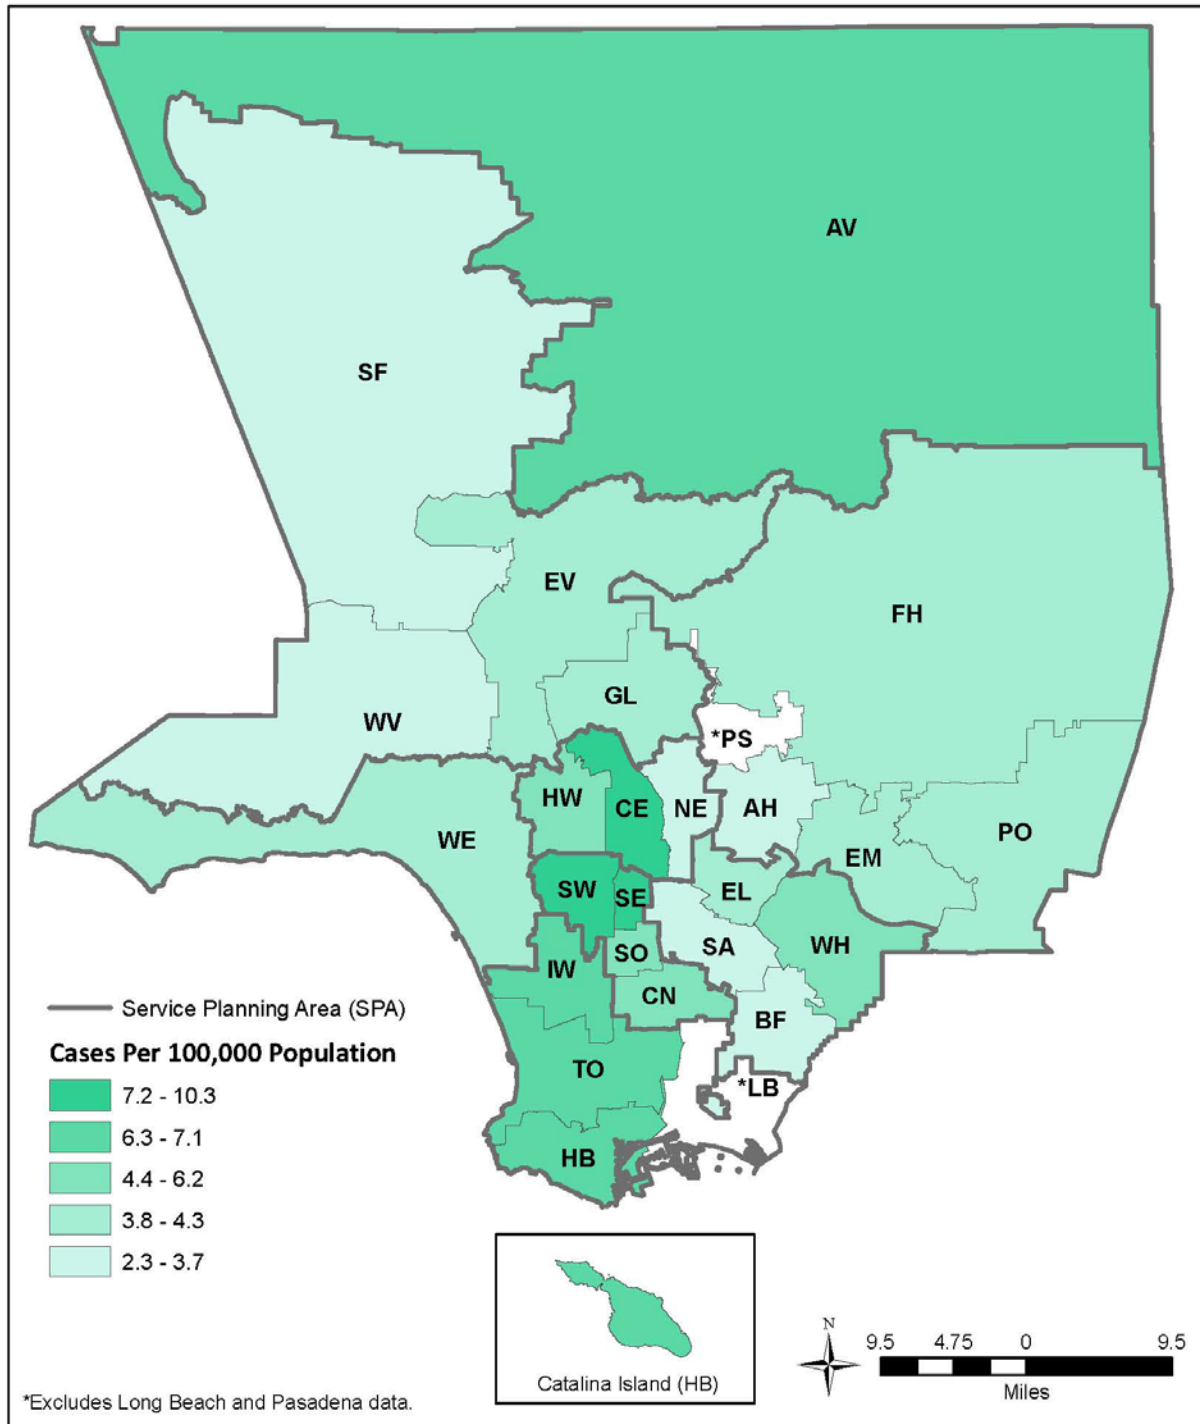 AV
SF
EV
FH
GL
WV
*PS
HW
CE
NE
AH
WE
PO
EM
SW
SE
EL
SO
SA
WH
IW
CN
BF
TO
*LB
HB
Service Planning Area (SPA)
Cases Per 100,000 Population
7.2 - 10.3
6.3 - 7.1
4.4 - 6.2
3.8 - 4.3
2.3 - 3.7
Catalina Island (HB)
N
9.5 4.75 0 9.5
Miles
*Excludes Long Beach and Pasadena data.